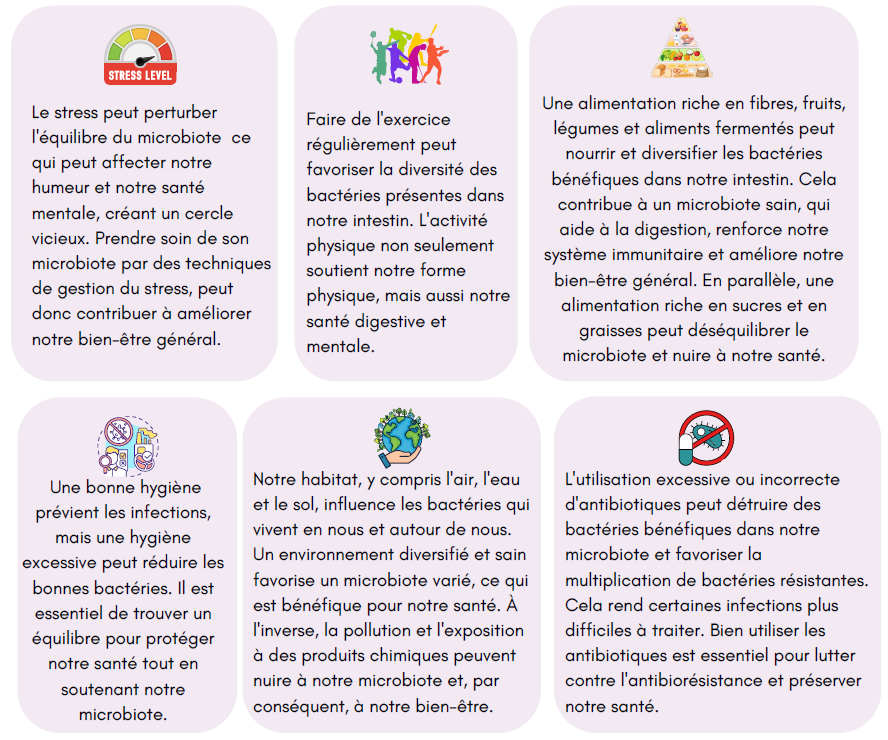 STRESS LEVEL
Le stress peut perturber
l'équilibre du microbiote ce
qui peut affecter notre
humeur et notre santé
mentale, créant un cercle
vicieux. Prendre soin de son
microbiote par des techniques
de gestion du stress, peut
donc contribuer à améliorer
notre bien-être général.
Faire de l'exercice
régulièrement peut
favoriser la diversité des
bactéries présentes dans
notre intestin. L'activité
physique non seulement
soutient notre forme
physique, mais aussi notre
santé digestive et
mentale.
Une alimentation riche en fibres, fruits,
légumes et aliments fermentés peut
nourrir et diversifier les bactéries
bénéfiques dans notre intestin. Cela
contribue à un microbiote sain, qui
aide à la digestion, renforce notre
système immunitaire et améliore notre
bien-être général. En parallèle, une
alimentation riche en sucres et en
graisses peut déséquilibrer le
microbiote et nuire à notre santé.
Une bonne hygiène
prévient les infections,
mais une hygiène
excessive peut réduire les
bonnes bactéries. Il est
essentiel de trouver un
équilibre pour protéger
notre santé tout en
soutenant notre
microbiote.
Notre habitat, y compris l'air, l'eau
et le sol, influence les bactéries qui
vivent en nous et autour de nous.
Un environnement diversifié et sain
favorise un microbiote varié, ce qui
est bénéfique pour notre santé. À
l'inverse, la pollution et l'exposition
à des produits chimiques peuvent
nuire à notre microbiote et, par
conséquent, à notre bien-être.
L'utilisation excessive ou incorrecte
d'antibiotiques peut détruire des
bactéries bénéfiques dans notre
microbiote et favoriser la
multiplication de bactéries résistantes.
Cela rend certaines infections plus
difficiles à traiter. Bien utiliser les
antibiotiques est essentiel pour lutter
contre l'antibiorésistance et préserver
notre santé.